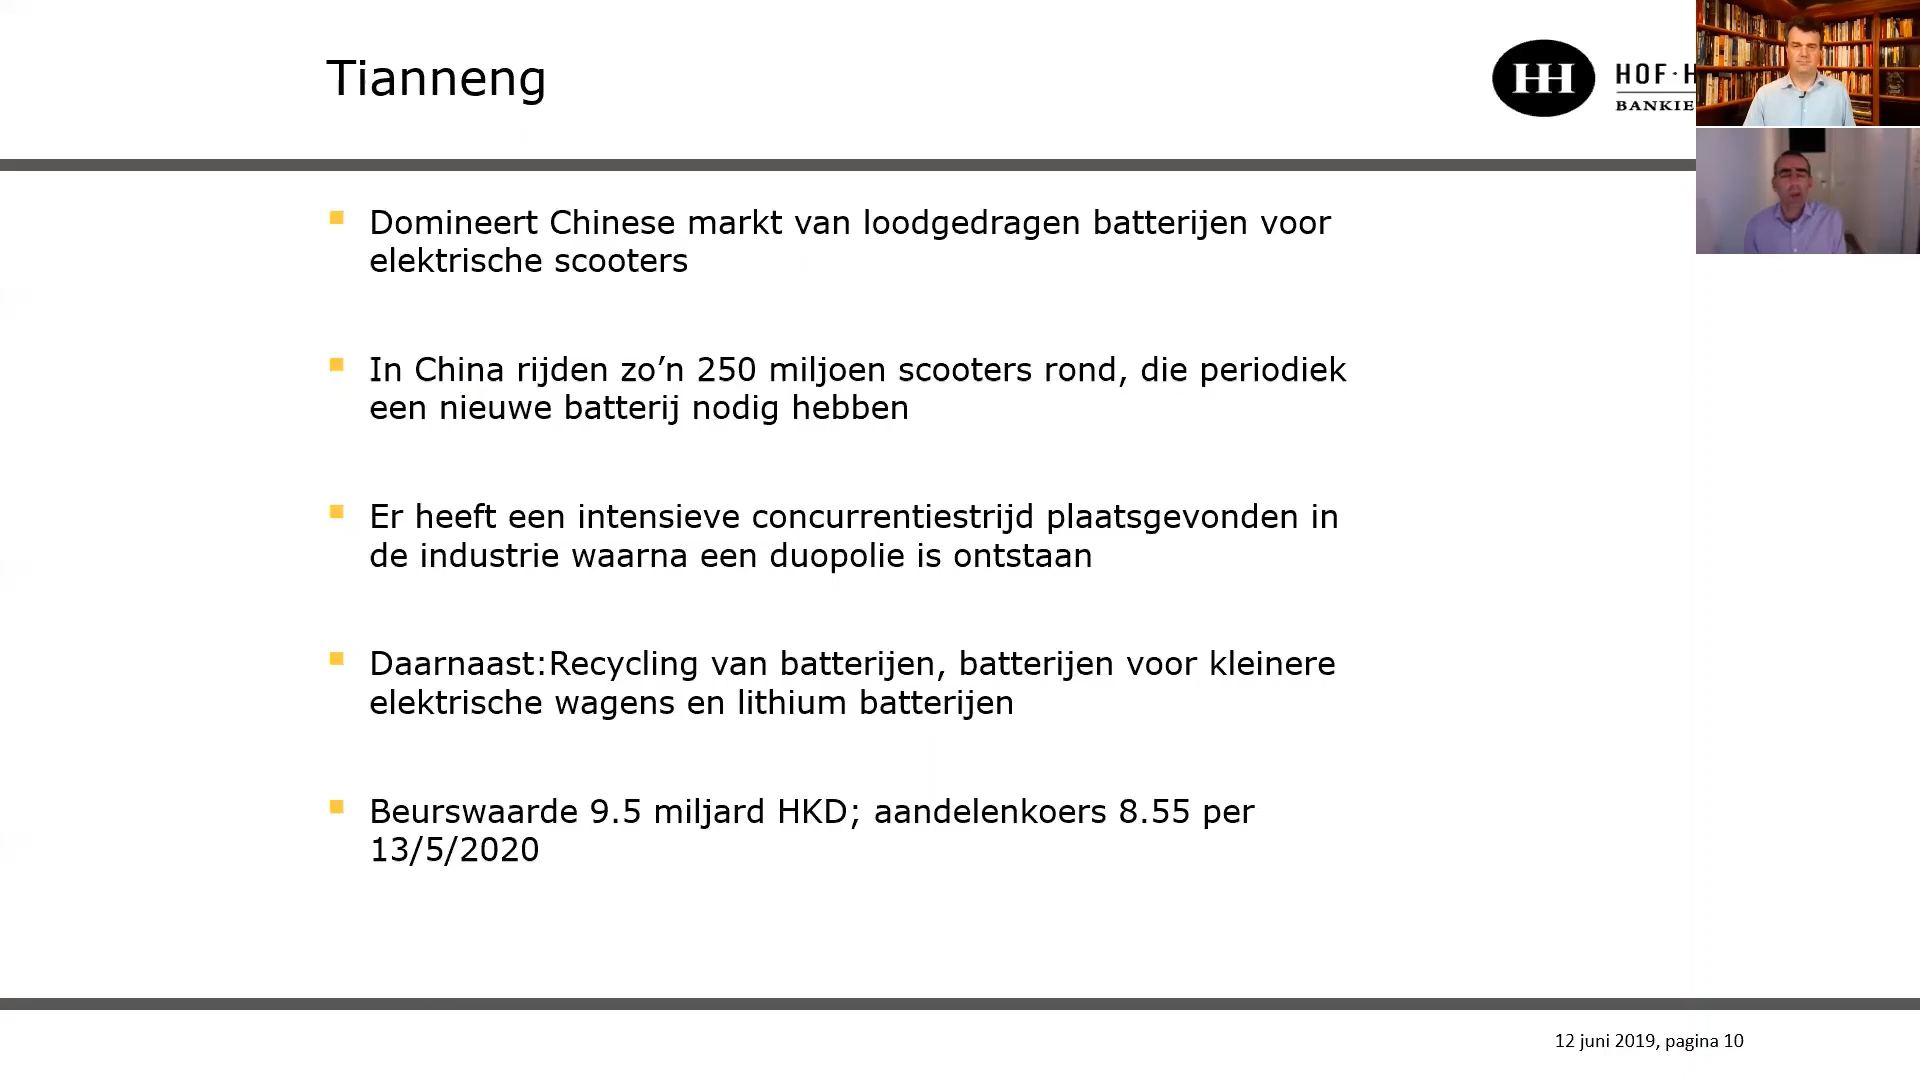 Tianneng
HH HOF·H
BANKIE
Domineert Chinese markt van loodgedragen batterijen voor
elektrische scooters
In China rijden zo’n 250 miljoen scooters rond, die periodiek
een nieuwe batterij nodig hebben
Er heeft een intensieve concurrentiestrijd plaatsgevonden in
de industrie waarna een duopolie is ontstaan
Daarnaast:Recycling van batterijen, batterijen voor kleinere
elektrische wagens en lithium batterijen
Beurswaarde 9.5 miljard HKD; aandelenkoers 8.55 per
13/5/2020
12 juni 2019, pagina 10